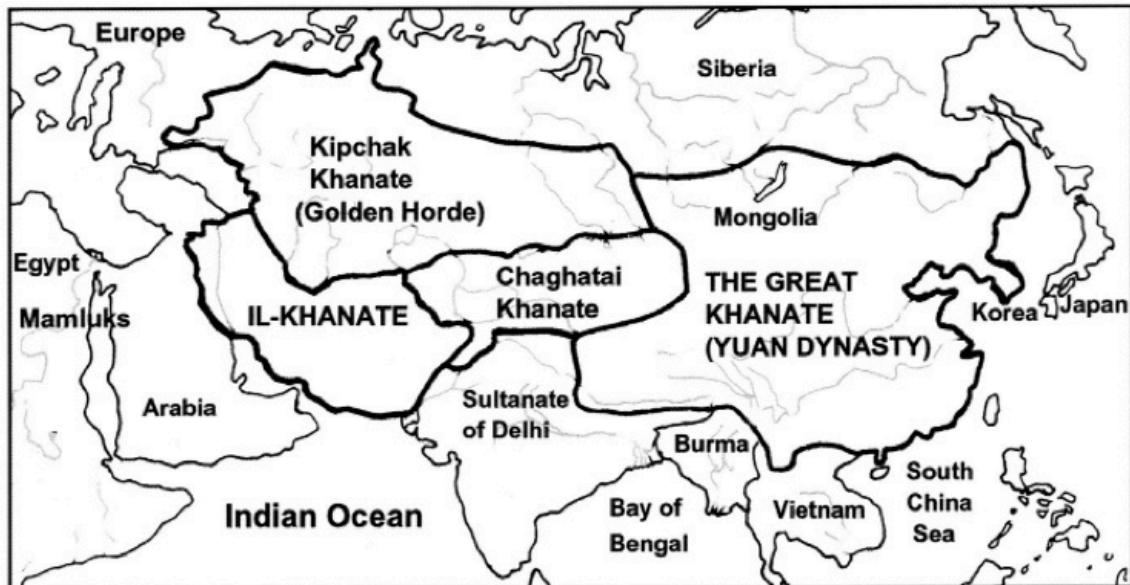 Europe
Siberia
Kipchak
Khanate
(Golden Horde)
Mongolia
Egypt
Mamluks
IL-KHANATE
Chaghatai
Khanate
THE GREAT
KHANATE
(YUAN DYNASTY)
Korea
Japan
Arabia
Sultanate
of Delhi
Burma
Indian Ocean
Bay of
Bengal
Vietnam
South
China
Sea